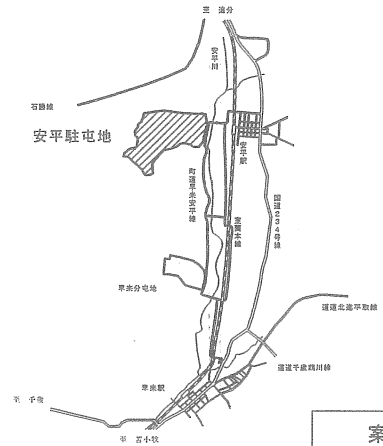 至 追分
安平川
石勝線
安平駐屯地
安平駅
町道早来安平線
室蘭本線
国道234号線
早来分屯地
道道北進平取線
道道千歳鵡川線
早来駅
至 千歳
至 苫小牧
案